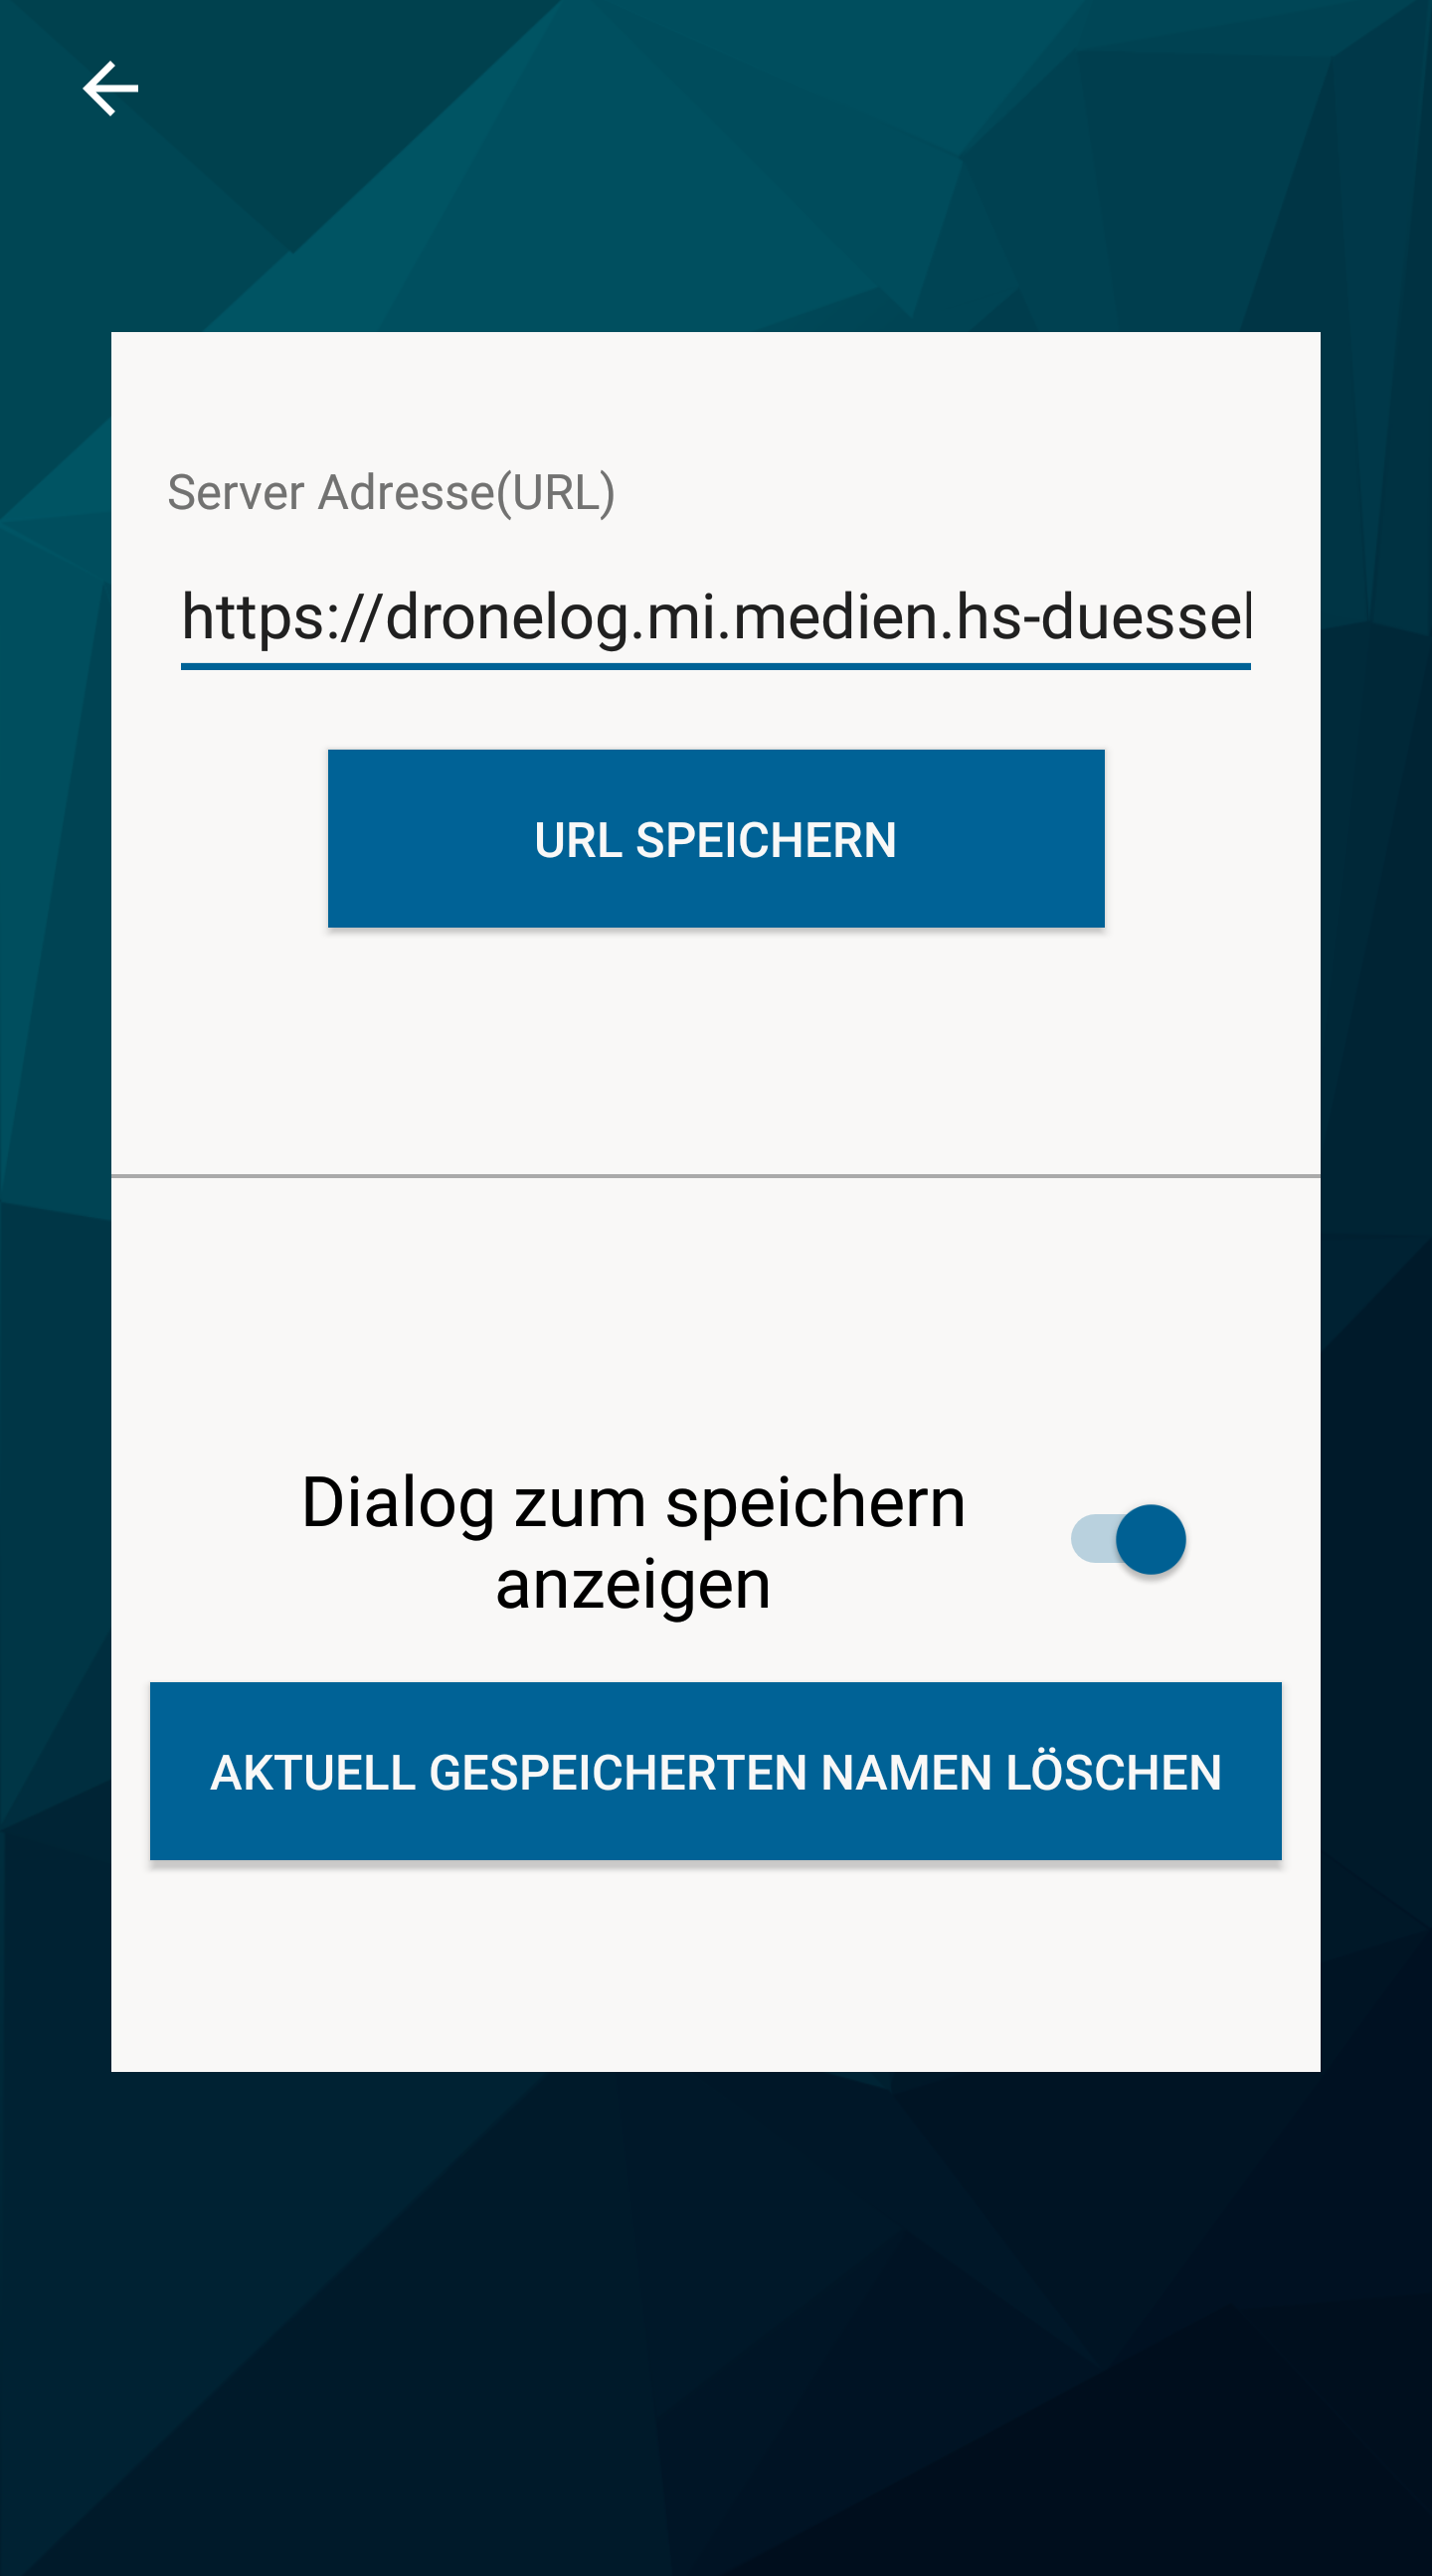 Server Adresse(URL)
https://dronelog.mi.medien.hs-duessel
URL SPEICHERN
Dialog zum speichern
anzeigen
AKTUELL GESPEICHERTEN NAMEN LÖSCHEN